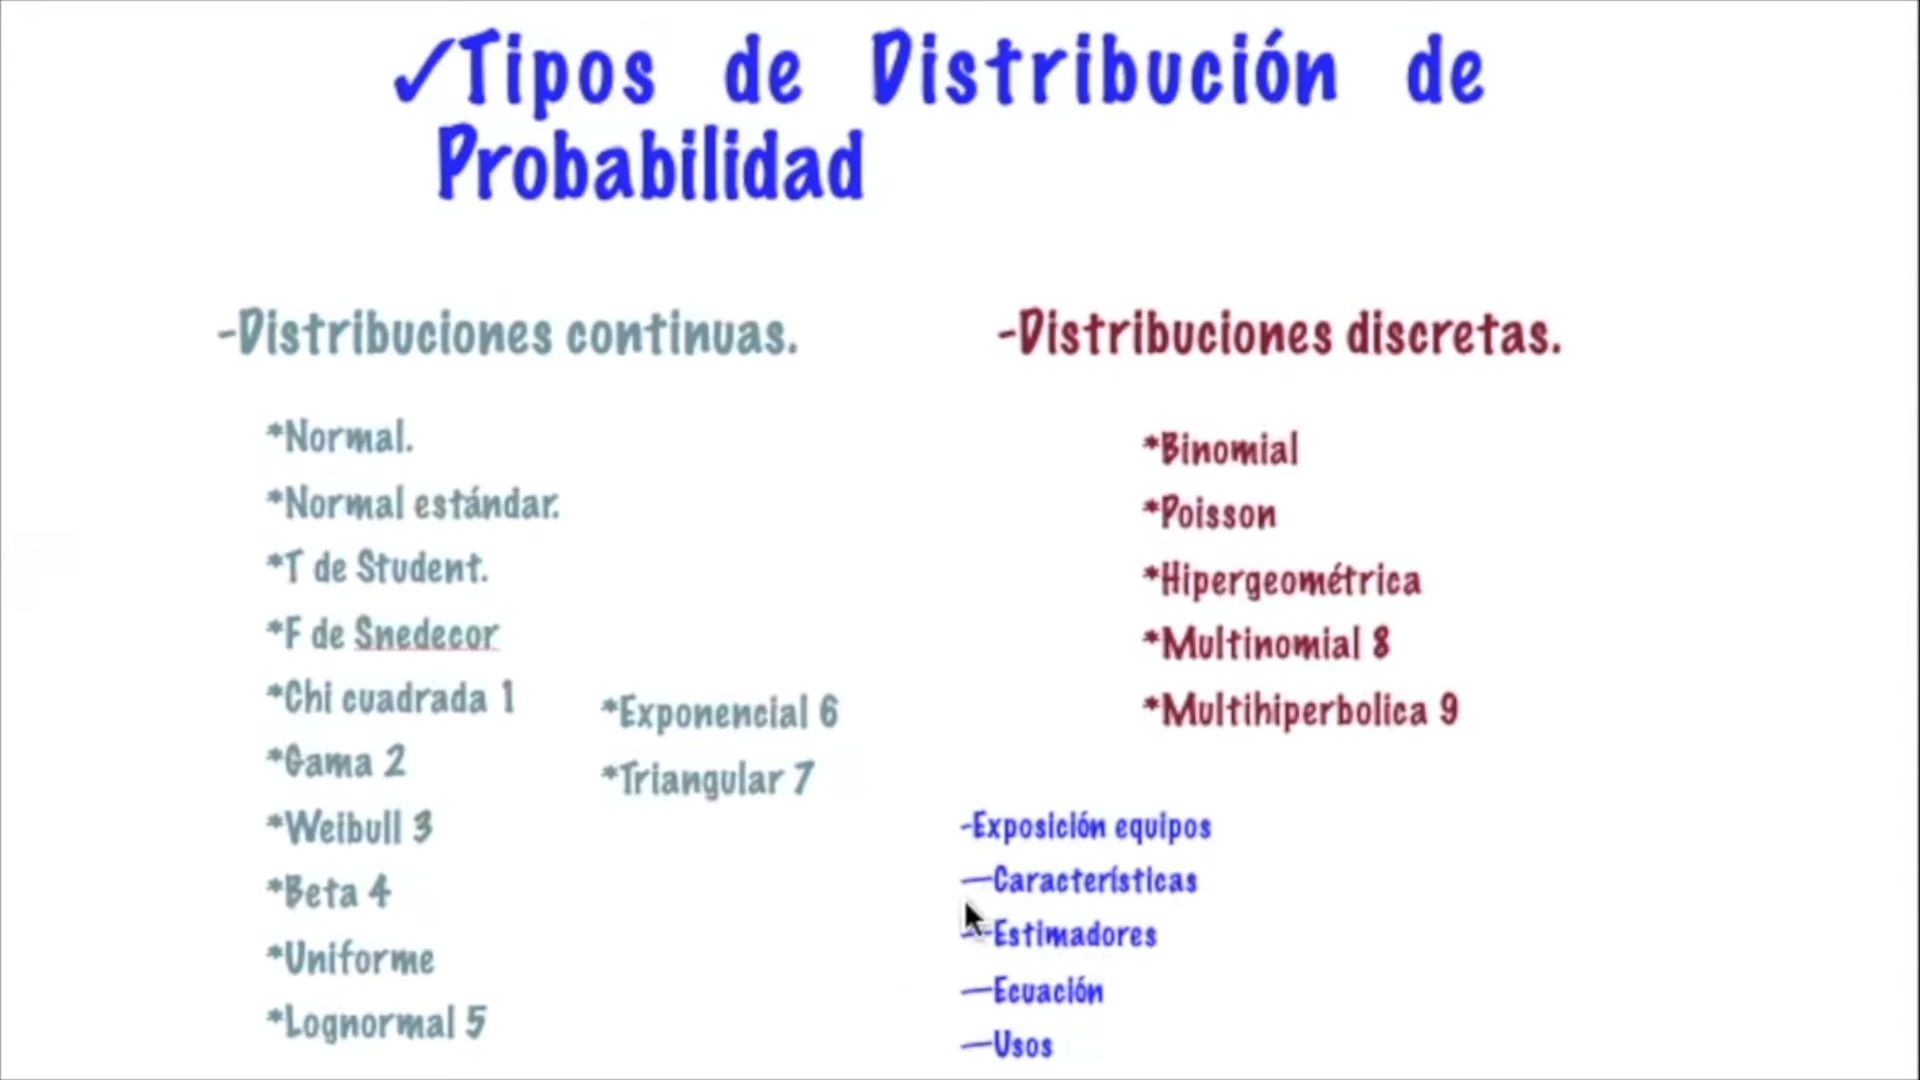 ✓Tipos de Distribución de
Probabilidad
-Distribuciones continuas.
*Normal.
*Normal estándar.
*T de Student.
*F de Snedecor
*Chi cuadrada 1
*Gama 2
*Weibull 3
*Beta 4
*Uniforme
*Lognormal 5
*Exponencial 6
*Triangular 7
-Distribuciones discretas.
*Binomial
*Poisson
*Hipergeométrica
*Multinomial 8
*Multihiperbolica 9
-Exposición equipos
—Características
—Estimadores
—Ecuación
—Usos